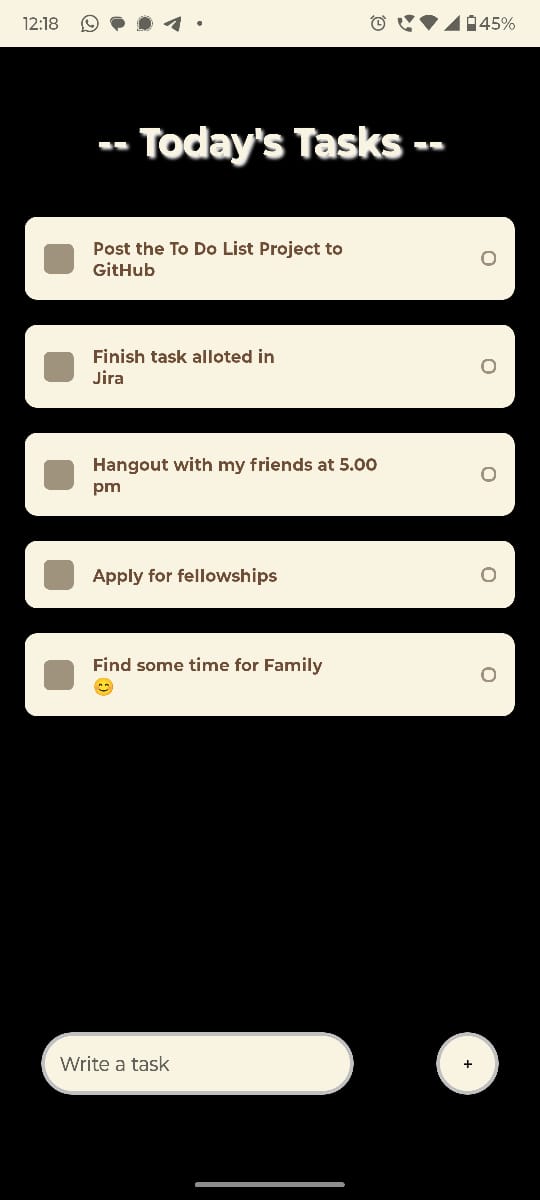 12:18 45%
-- Today's Tasks --
Post the To Do List Project to
GitHub
Finish task alloted in
Jira
Hangout with my friends at 5.00
pm
Apply for fellowships
Find some time for Family
😊
Write a task +